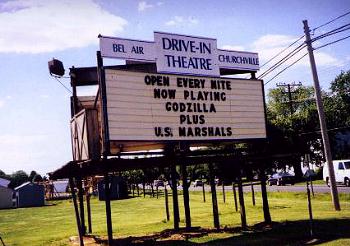 BEL AIR
DRIVE-IN
THEATRE
CHURCHVILLE
OPEN EVERY NITE
NOW PLAYING
GODZILLA
PLUS
U.S. MARSHALS